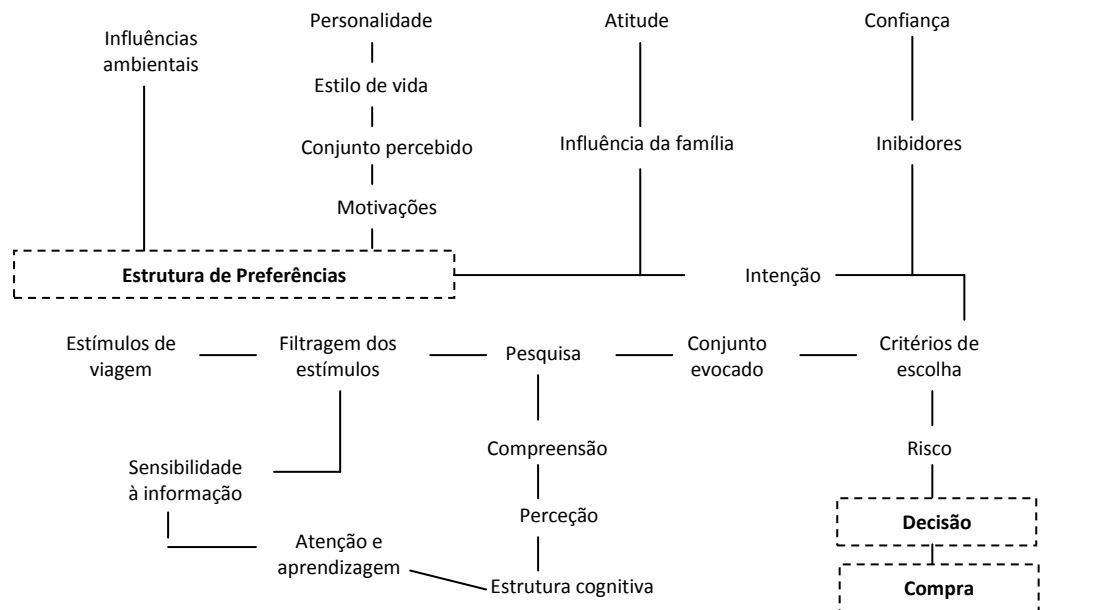 Influências
ambientais
Personalidade
Atitude
Confiança
Estilo de vida
Conjunto percebido
Influência da família
Inibidores
Motivações
Estrutura de Preferências
Intenção
Estímulos de
viagem
Filtragem dos
estímulos
Pesquisa
Conjunto
evocado
Critérios de
escolha
Compreensão
Risco
Sensibilidade
à informação
Perceção
Decisão
Atenção e
aprendizagem
Estrutura cognitiva
Compra